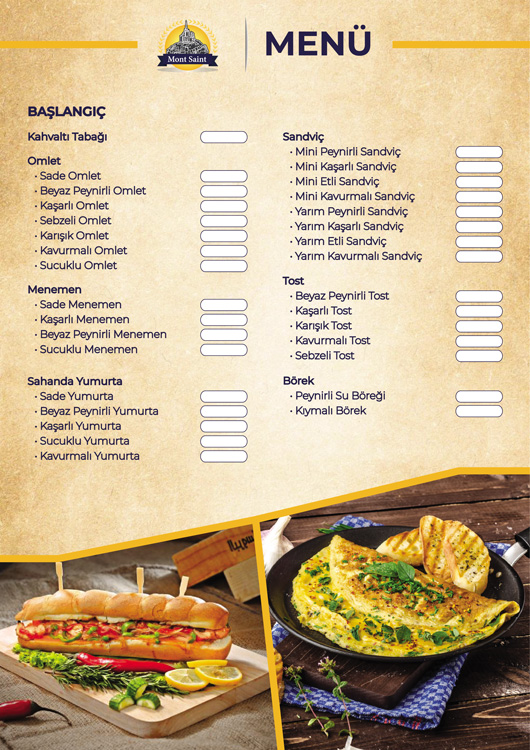 Mont Saint
MENÜ
BAŞLANGIÇ
Kahvaltı Tabağı
Omlet
• Sade Omlet
• Beyaz Peynirli Omlet
• Kaşarlı Omlet
• Sebzeli Omlet
• Karışık Omlet
• Kavurmalı Omlet
• Sucuklu Omlet
Menemen
• Sade Menemen
• Kaşarlı Menemen
• Beyaz Peynirli Menemen
• Sucuklu Menemen
Sahanda Yumurta
• Sade Yumurta
• Beyaz Peynirli Yumurta
• Kaşarlı Yumurta
• Sucuklu Yumurta
• Kavurmalı Yumurta
Sandviç
• Mini Peynirli Sandviç
• Mini Kaşarlı Sandviç
• Mini Etli Sandviç
• Mini Kavurmalı Sandviç
• Yarım Peynirli Sandviç
• Yarım Kaşarlı Sandviç
• Yarım Etli Sandviç
• Yarım Kavurmalı Sandviç
Tost
• Beyaz Peynirli Tost
• Kaşarlı Tost
• Karışık Tost
• Kavurmalı Tost
• Sebzeli Tost
Börek
• Peynirli Su Böreği
• Kıymalı Börek